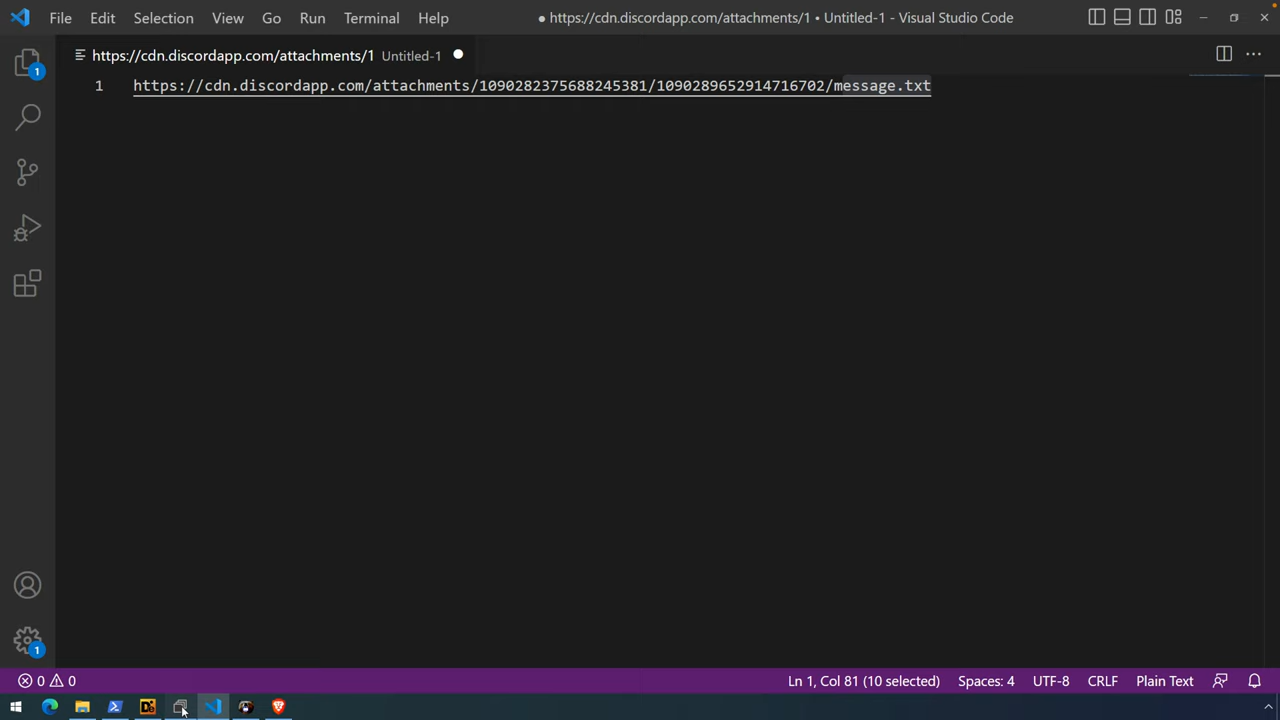 File Edit Selection View Go Run Terminal Help ● https://cdn.discordapp.com/attachments/1 • Untitled-1 - Visual Studio Code
https://cdn.discordapp.com/attachments/1 Untitled-1
1 https://cdn.discordapp.com/attachments/1090282375688245381/1090289652914716702/message.txt
1
1
0 0 Ln 1, Col 81 (10 selected) Spaces: 4 UTF-8 CRLF Plain Text